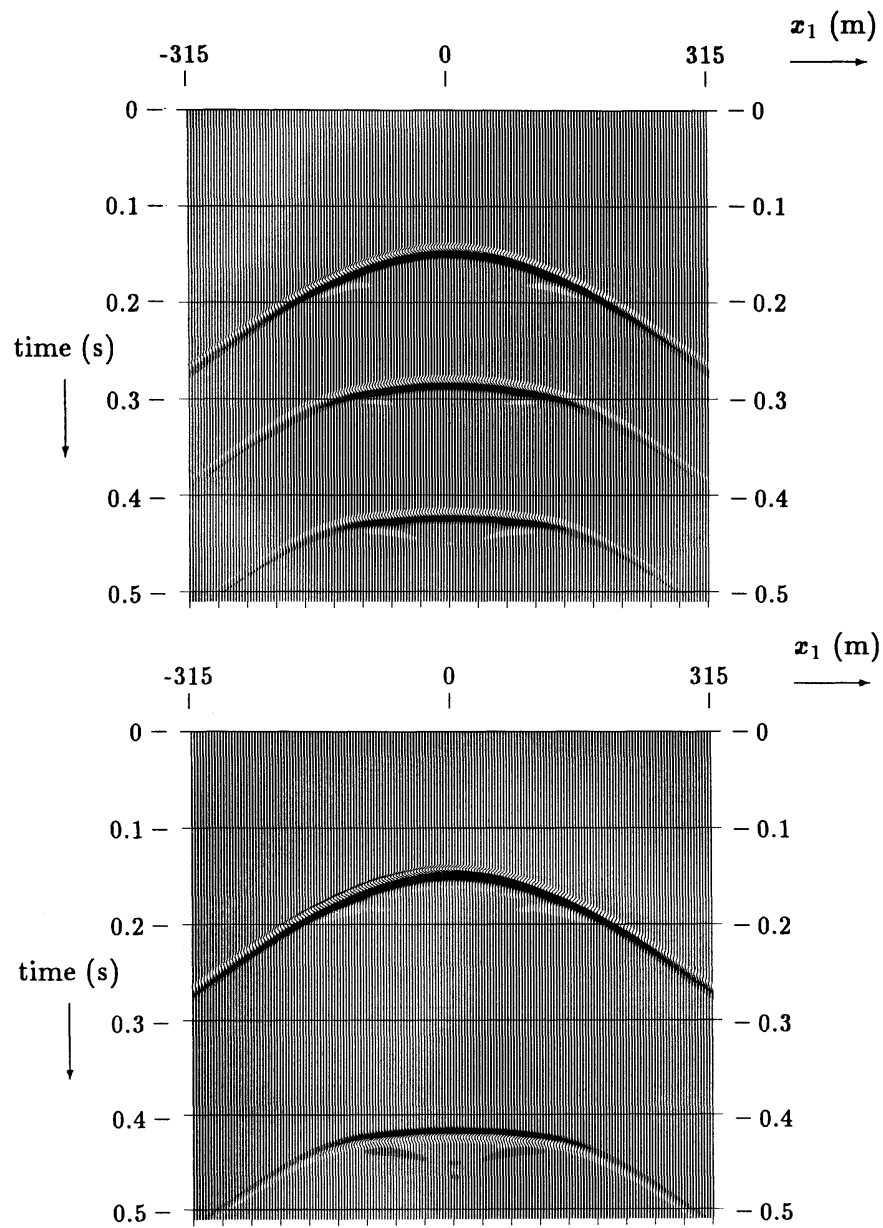 x₁ (m)
-315 0 315
0 — — 0
0.1 — — 0.1
0.2 — — 0.2
time (s)
0.3 — — 0.3
0.4 — — 0.4
0.5 — — 0.5
x₁ (m)
-315 0 315
0 — — 0
0.1 — — 0.1
0.2 — — 0.2
time (s)
0.3 — — 0.3
0.4 — — 0.4
0.5 — — 0.5